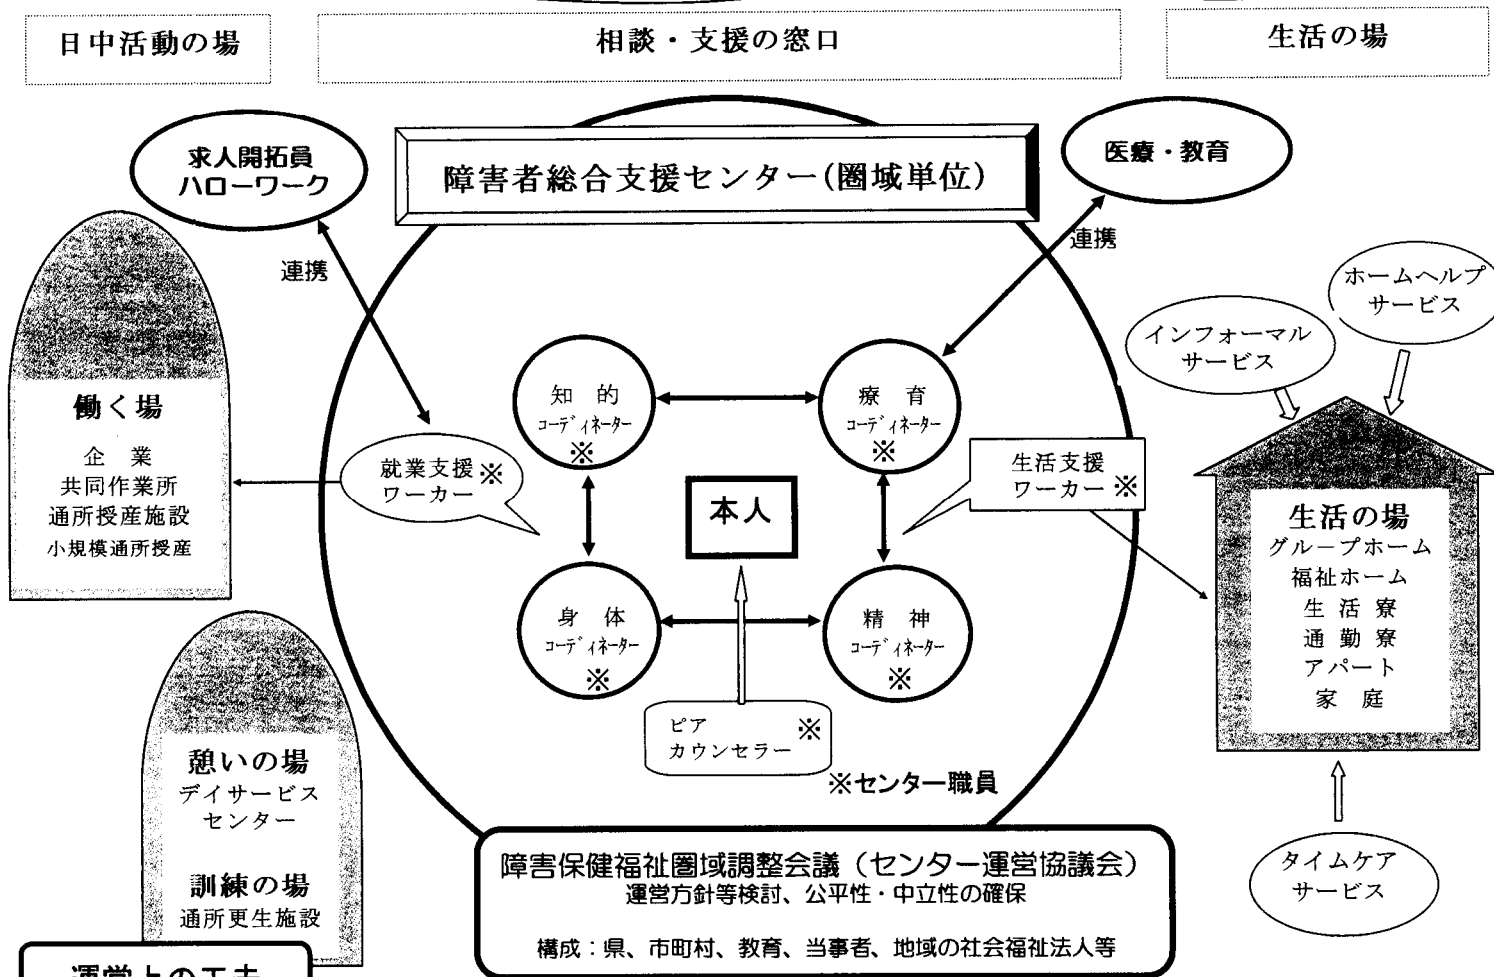 日中活動の場
相談・支援の窓口
生活の場
求人開拓員
ハローワーク
障害者総合支援センター(圏域単位)
医療・教育
連携
連携
ホームヘルプ
サービス
インフォーマル
サービス
働く場
企　業
共同作業所
通所授産施設
小規模通所授産
知　的
コーディネーター
※
療　育
コーディネーter
※
就業支援※
ワーカー
生活支援
ワーカー ※
本人
生活の場
グループホーム
福祉ホーム
生 活 寮
通 勤 寮
アパート
家　庭
身　体
コーディネーター
※
精　神
コーディネーター
※
ピア
カウンセラー ※
※センター職員
憩いの場
デイサービス
センター
訓練の場
通所更生施設
障害保健福祉圏域調整会議（センター運営協議会）
運営方針等検討、公平性・中立性の確保
構成：県、市町村、教育、当事者、地域の社会福祉法人等
タイムケア
サービス
運営上の工夫